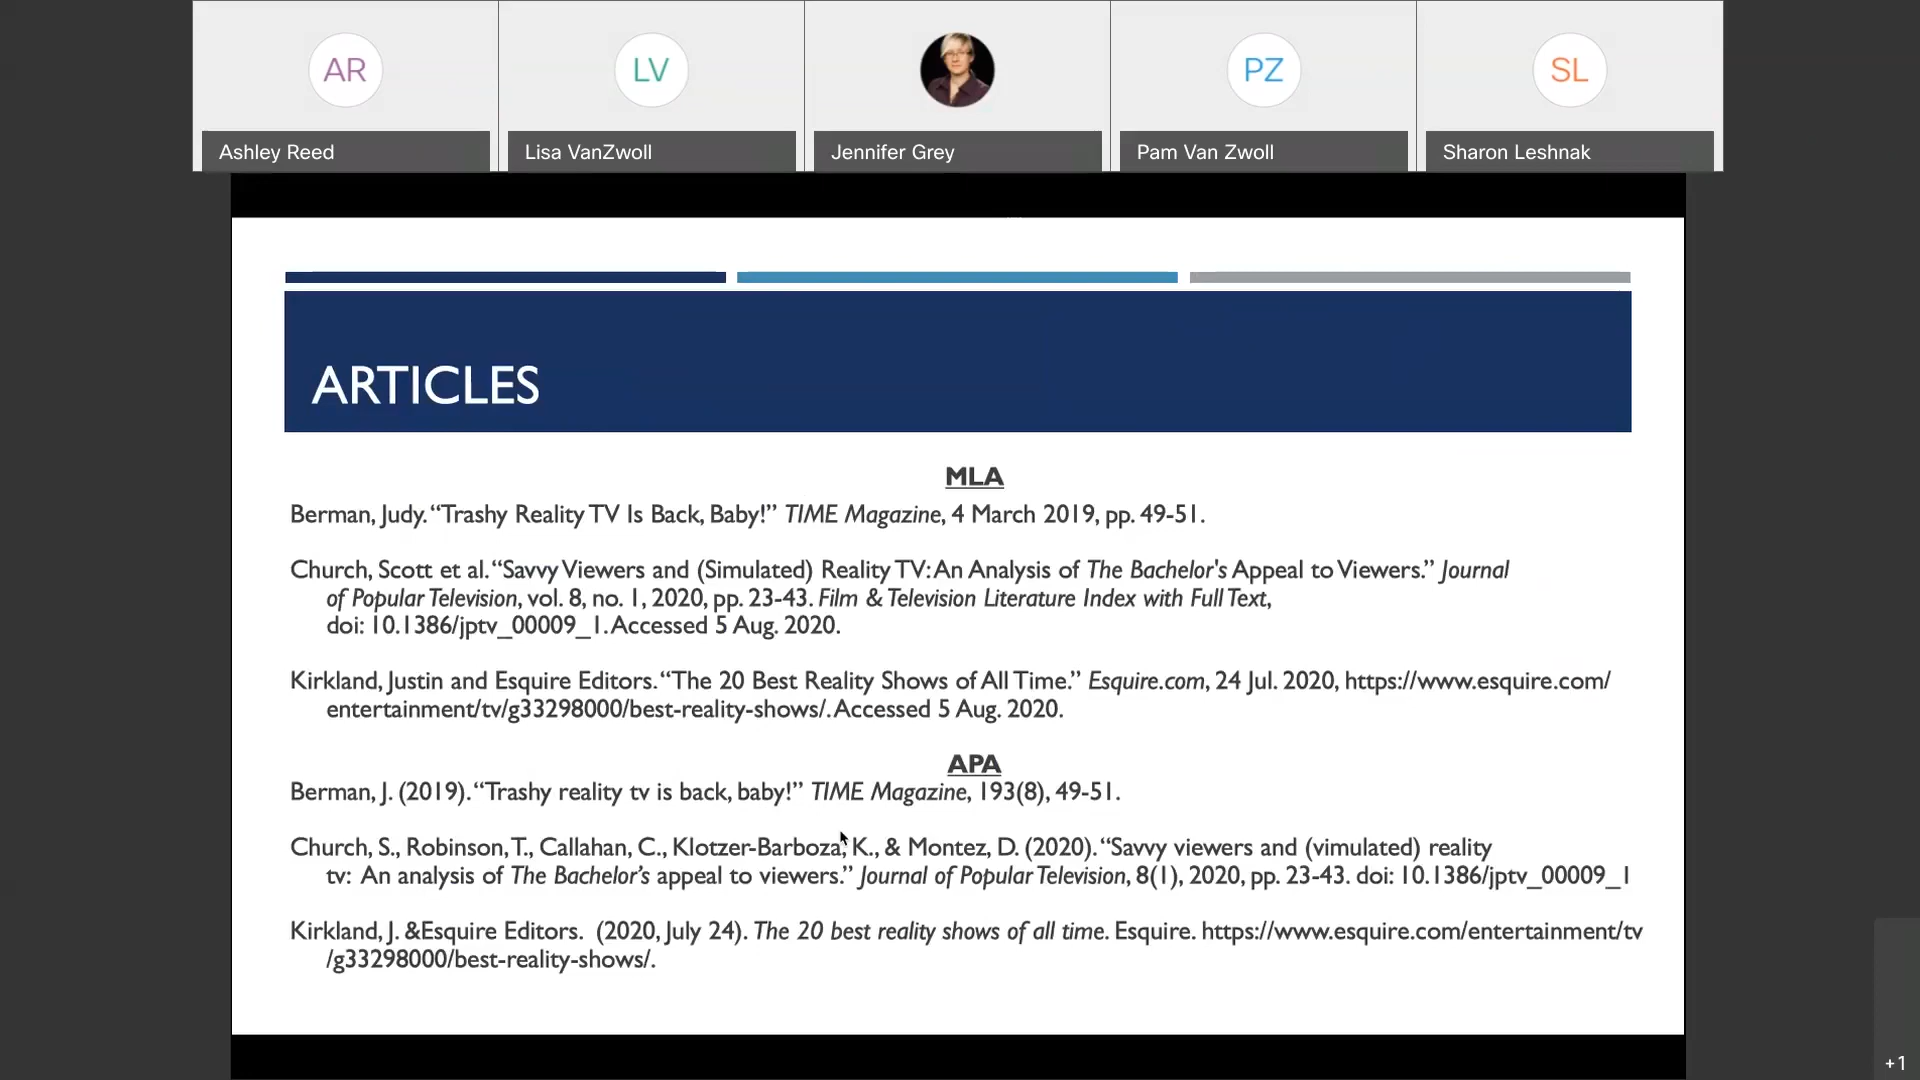 AR
LV
PZ
SL
Ashley Reed
Lisa VanZwoll
Jennifer Grey
Pam Van Zwoll
Sharon Leshnak
ARTICLES
MLA
Berman, Judy. “Trashy Reality TV Is Back, Baby!” TIME Magazine, 4 March 2019, pp. 49-51.
Church, Scott et al. “Savvy Viewers and (Simulated) Reality TV: An Analysis of The Bachelor's Appeal to Viewers.” Journal
of Popular Television, vol. 8, no. 1, 2020, pp. 23-43. Film & Television Literature Index with Full Text,
doi: 10.1386/jptv_00009_1. Accessed 5 Aug. 2020.
Kirkland, Justin and Esquire Editors. “The 20 Best Reality Shows of All Time.” Esquire.com, 24 Jul. 2020, https://www.esquire.com/
entertainment/tv/g33298000/best-reality-shows/. Accessed 5 Aug. 2020.
APA
Berman, J. (2019). “Trashy reality tv is back, baby!” TIME Magazine, 193(8), 49-51.
Church, S., Robinson, T., Callahan, C., Klotzer-Barboza, K., & Montez, D. (2020). “Savvy viewers and (vimulated) reality
tv: An analysis of The Bachelor’s appeal to viewers.” Journal of Popular Television, 8(1), 2020, pp. 23-43. doi: 10.1386/jptv_00009_1
Kirkland, J. &Esquire Editors. (2020, July 24). The 20 best reality shows of all time. Esquire. https://www.esquire.com/entertainment/tv
/g33298000/best-reality-shows/.
+1